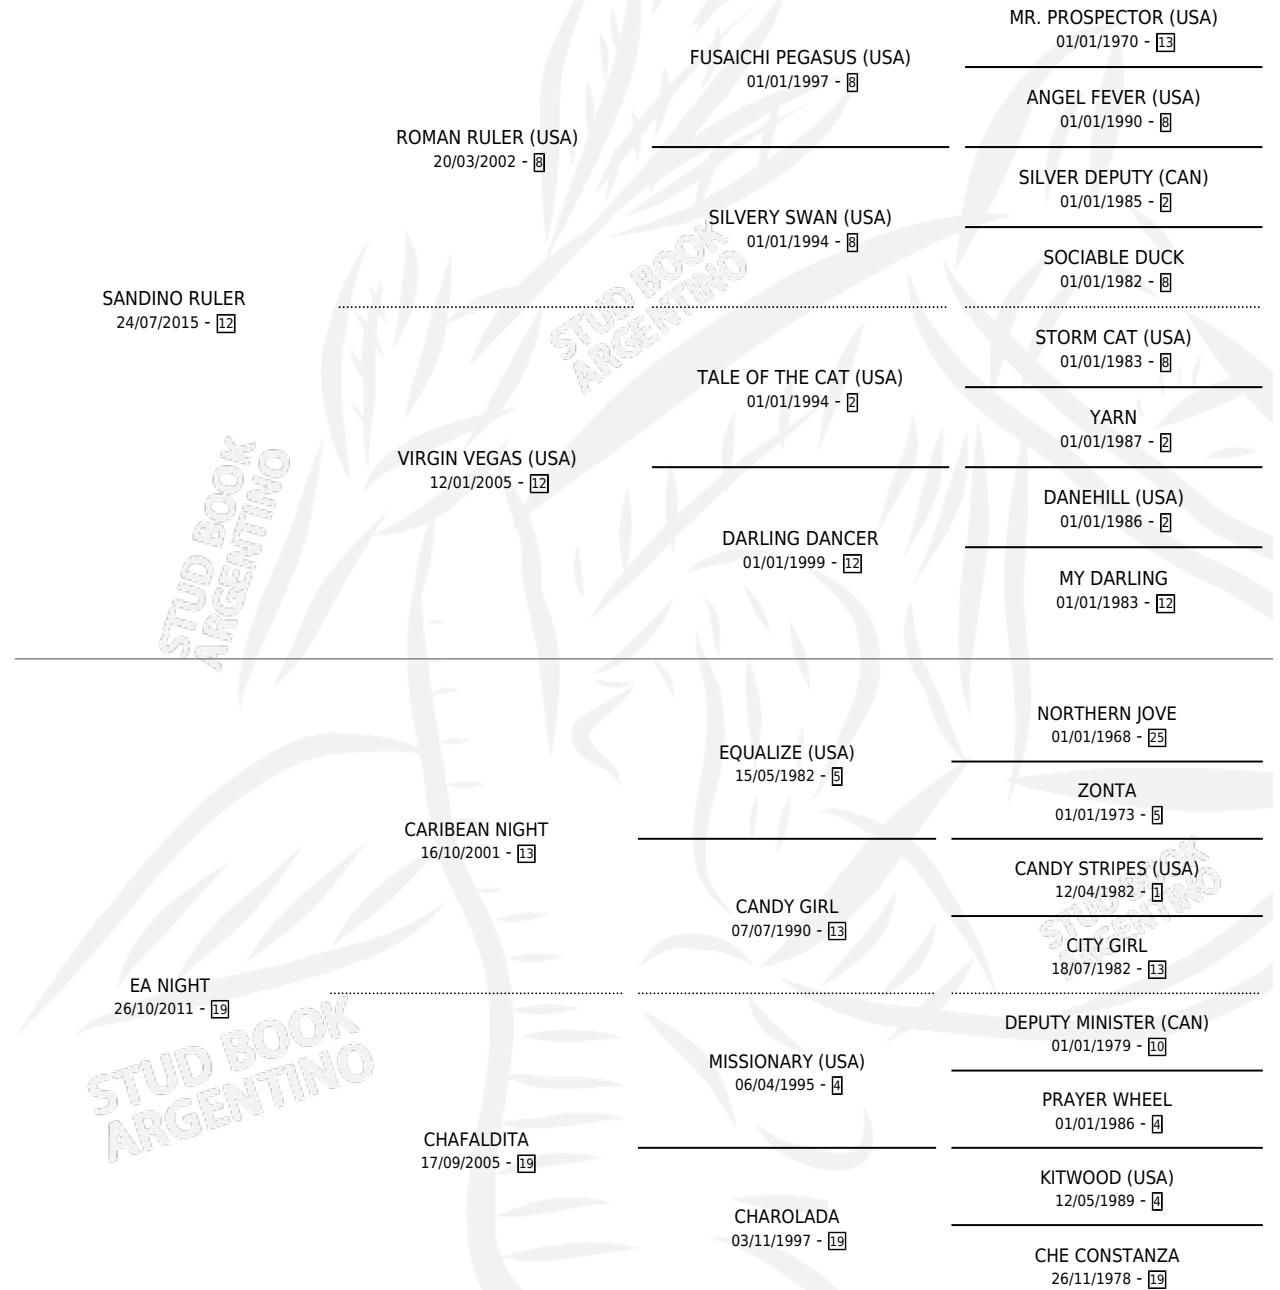 MR. PROSPECTOR (USA)
01/01/1970 - 13
FUSAICHI PEGASUS (USA)
01/01/1997 - 8
ANGEL FEVER (USA)
01/01/1990 - 8
ROMAN RULER (USA)
20/03/2002 - 8
SILVER DEPUTY (CAN)
01/01/1985 - 2
SILVERY SWAN (USA)
01/01/1994 - 8
SOCIABLE DUCK
01/01/1982 - 8
SANDINO RULER
24/07/2015 - 12
STORM CAT (USA)
01/01/1983 - 8
TALE OF THE CAT (USA)
01/01/1994 - 2
YARN
01/01/1987 - 2
VIRGIN VEGAS (USA)
12/01/2005 - 12
DANEHILL (USA)
01/01/1986 - 2
DARLING DANCER
01/01/1999 - 12
MY DARLING
01/01/1983 - 12
NORTHERN JOVE
01/01/1968 - 25
EQUALIZE (USA)
15/05/1982 - 5
ZONTA
01/01/1973 - 5
CARIBEAN NIGHT
16/10/2001 - 13
CANDY STRIPES (USA)
12/04/1982 - 1
CANDY GIRL
07/07/1990 - 13
CITY GIRL
18/07/1982 - 13
EA NIGHT
26/10/2011 - 19
DEPUTY MINISTER (CAN)
01/01/1979 - 10
MISSIONARY (USA)
06/04/1995 - 4
PRAYER WHEEL
01/01/1986 - 4
CHAFALDITA
17/09/2005 - 19
KITWOOD (USA)
12/05/1989 - 4
CHAROLADA
03/11/1997 - 19
CHE CONSTANZA
26/11/1978 - 19
STUD BOOK
ARGENTINO
STUD BOOK
ARGENTINO
STUD BOOK
ARGENTINO
STUD BOOK
ARGENTINO